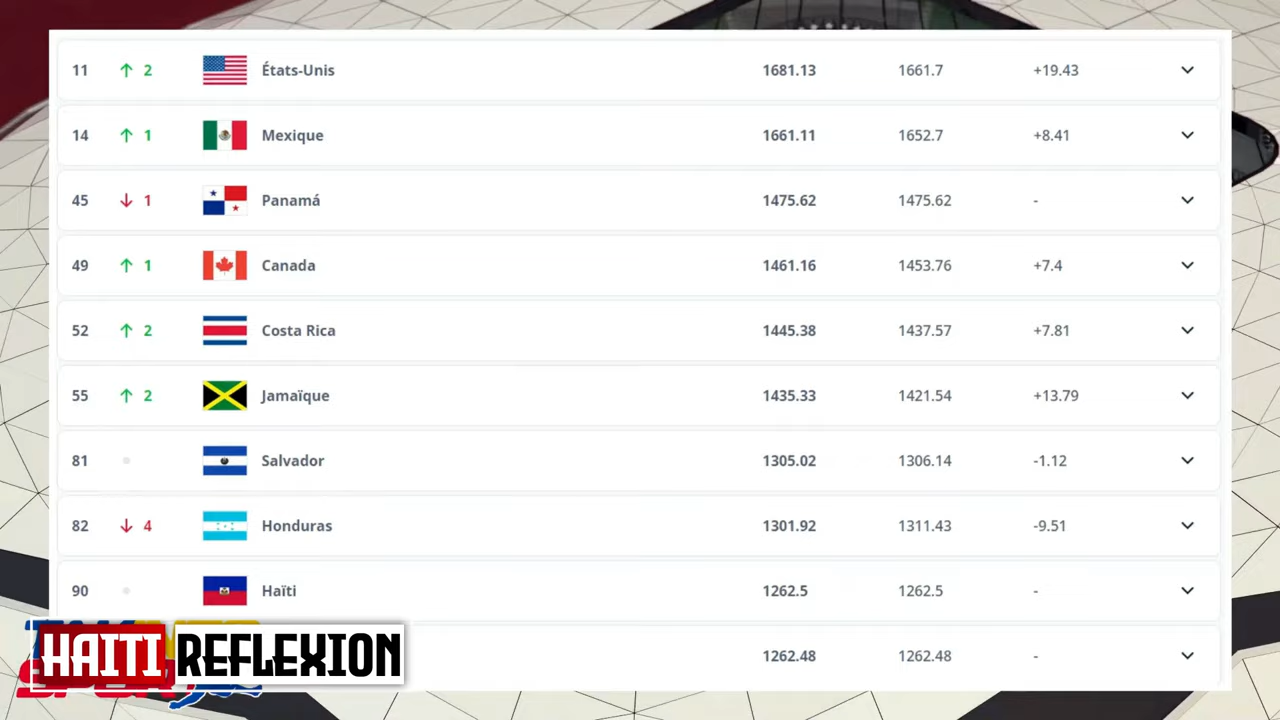 11 ↑ 2 États-Unis 1681.13 1661.7 +19.43
14 ↑ 1 Mexique 1661.11 1652.7 +8.41
45 ↓ 1 Panamá 1475.62 1475.62 -
49 ↑ 1 Canada 1461.16 1453.76 +7.4
52 ↑ 2 Costa Rica 1445.38 1437.57 +7.81
55 ↑ 2 Jamaïque 1435.33 1421.54 +13.79
81 Salvador 1305.02 1306.14 -1.12
82 ↓ 4 Honduras 1301.92 1311.43 -9.51
90 Haïti 1262.5 1262.5 -
HAITI REFLEXION 1262.48 1262.48 -